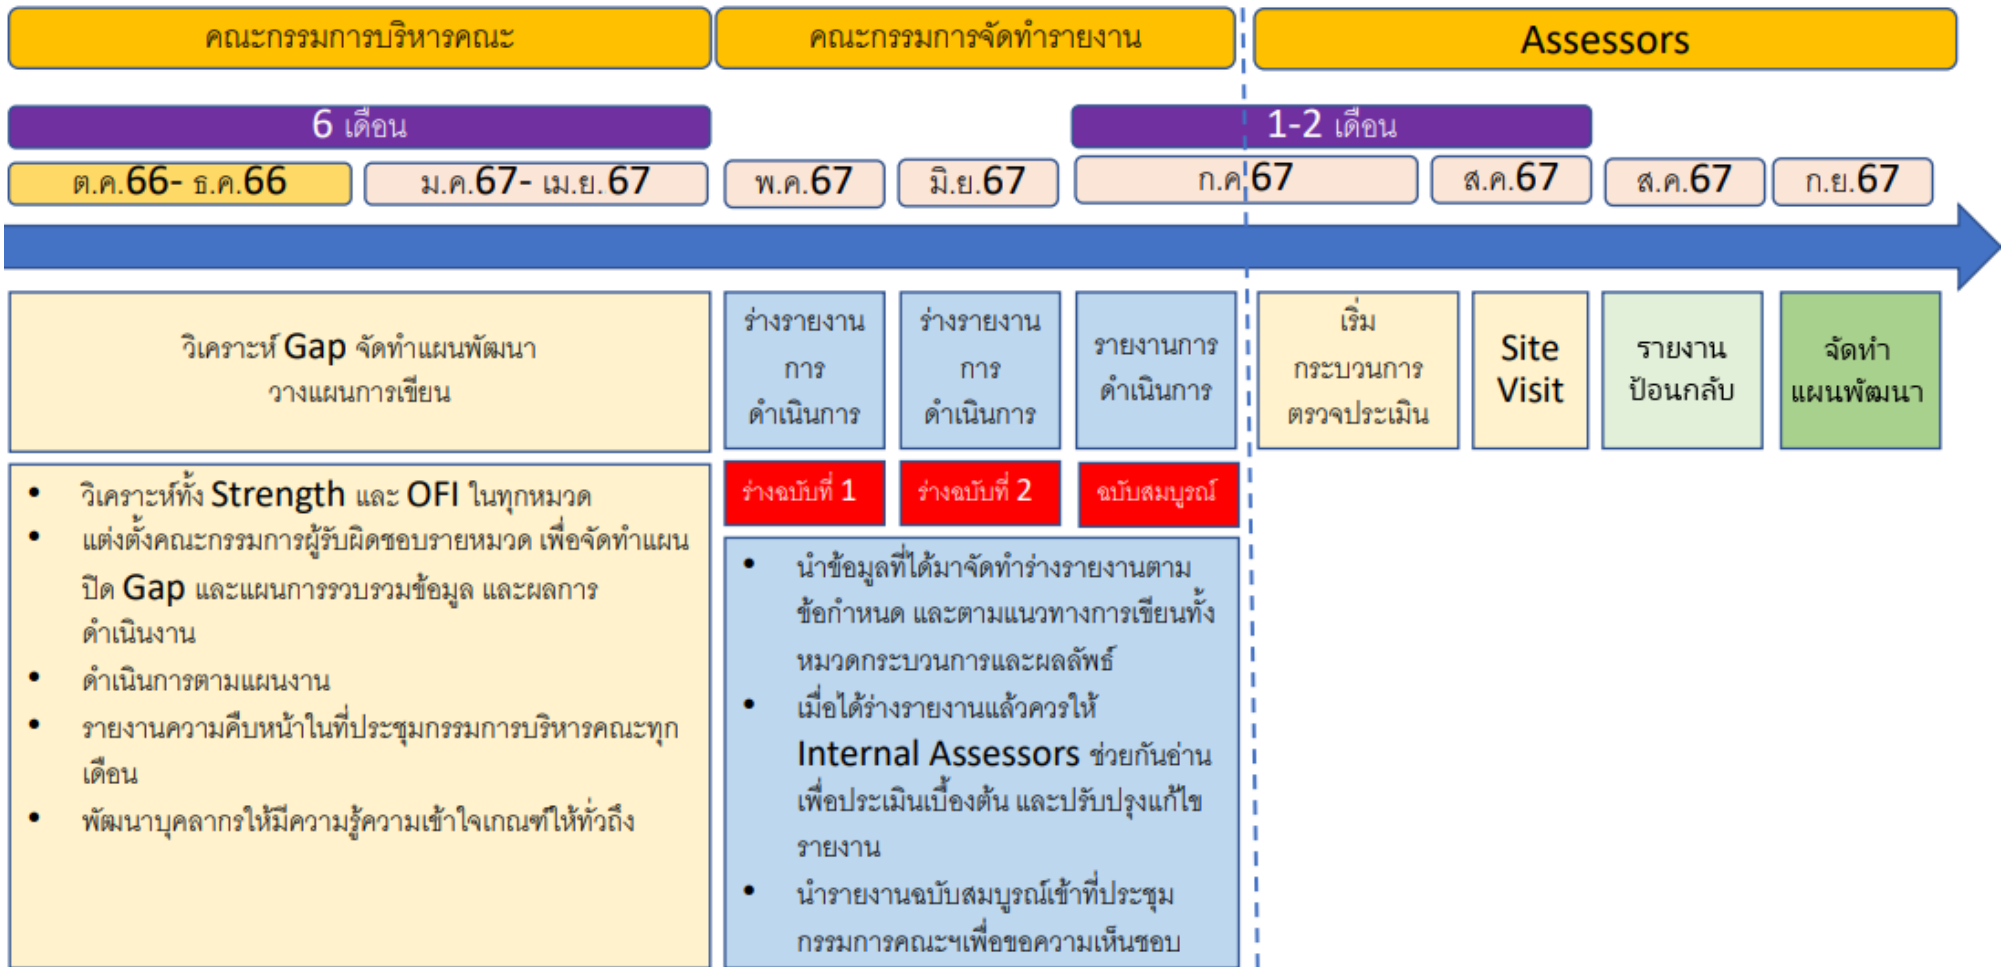 คณะกรรมการบริหารคณะ
คณะกรรมการจัดทำรายงาน
Assessors
6 เดือน
1-2 เดือน
ต.ค.66- ธ.ค.66
ม.ค.67- เม.ย.67
พ.ค.67
มิ.ย.67
ก.ค.67
ส.ค.67
ส.ค.67
ก.ย.67
วิเคราะห์ Gap จัดทำแผนพัฒนา
วางแผนการเขียน
ร่างรายงาน
การ
ดำเนินการ
ร่างรายงาน
การ
ดำเนินการ
รายงานการ
ดำเนินการ
เริ่ม
กระบวนการ
ตรวจประเมิน
Site
Visit
รายงาน
ป้อนกลับ
จัดทำ
แผนพัฒนา
ร่างฉบับที่ 1
ร่างฉบับที่ 2
ฉบับสมบูรณ์
• วิเคราะห์ทั้ง Strength และ OFI ในทุกหมวด
• แต่งตั้งคณะกรรมการผู้รับผิดชอบรายหมวด เพื่อจัดทำแผน
ปิด Gap และแผนการรวบรวมข้อมูล และผลการ
ดำเนินงาน
• ดำเนินการตามแผนงาน
• รายงานความคืบหน้าในที่ประชุมกรรมการบริหารคณะทุก
เดือน
• พัฒนาบุคลากรให้มีความรู้ความเข้าใจเกณฑ์ให้ทั่วถึง
• นำข้อมูลที่ได้มาจัดทำร่างรายงานตาม
ข้อกำหนด และตามแนวทางการเขียนทั้ง
หมวดกระบวนการและผลลัพธ์
• เมื่อได้ร่างรายงานแล้วควรให้
Internal Assessors ช่วยกันอ่าน
เพื่อประเมินเบื้องต้น และปรับปรุงแก้ไข
รายงาน
• นำรายงานฉบับสมบูรณ์เข้าที่ประชุม
กรรมการคณะฯเพื่อขอความเห็นชอบ